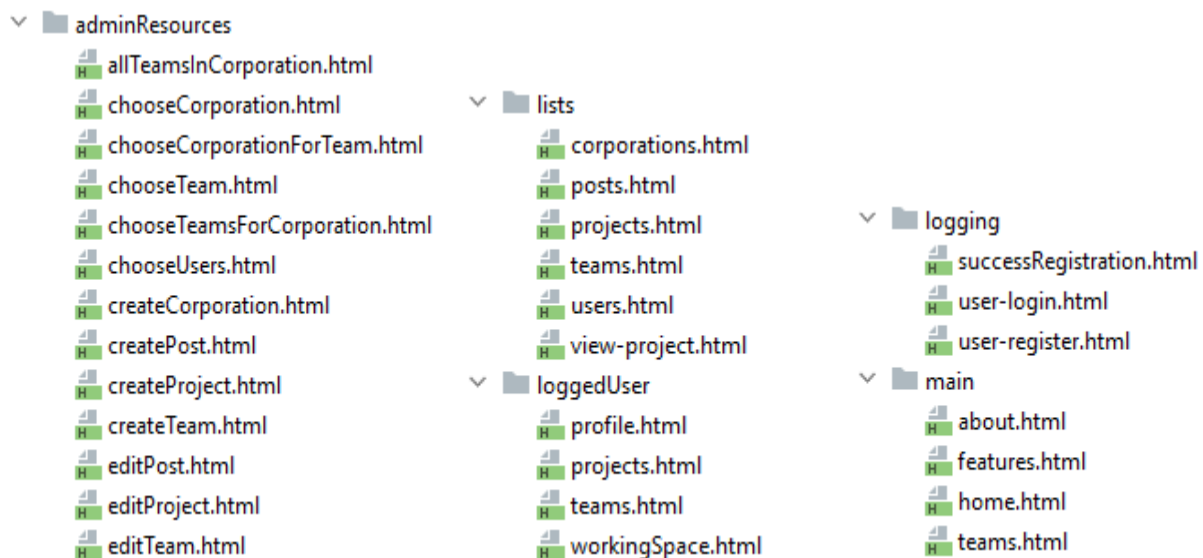 adminResources
allTeamsInCorporation.html
chooseCorporation.html
chooseCorporationForTeam.html
chooseTeam.html
chooseTeamsForCorporation.html
chooseUsers.html
createCorporation.html
createPost.html
createProject.html
createTeam.html
editPost.html
editProject.html
editTeam.html
lists
corporations.html
posts.html
projects.html
teams.html
users.html
view-project.html
loggedUser
profile.html
projects.html
teams.html
workingSpace.html
logging
successRegistration.html
user-login.html
user-register.html
main
about.html
features.html
home.html
teams.html